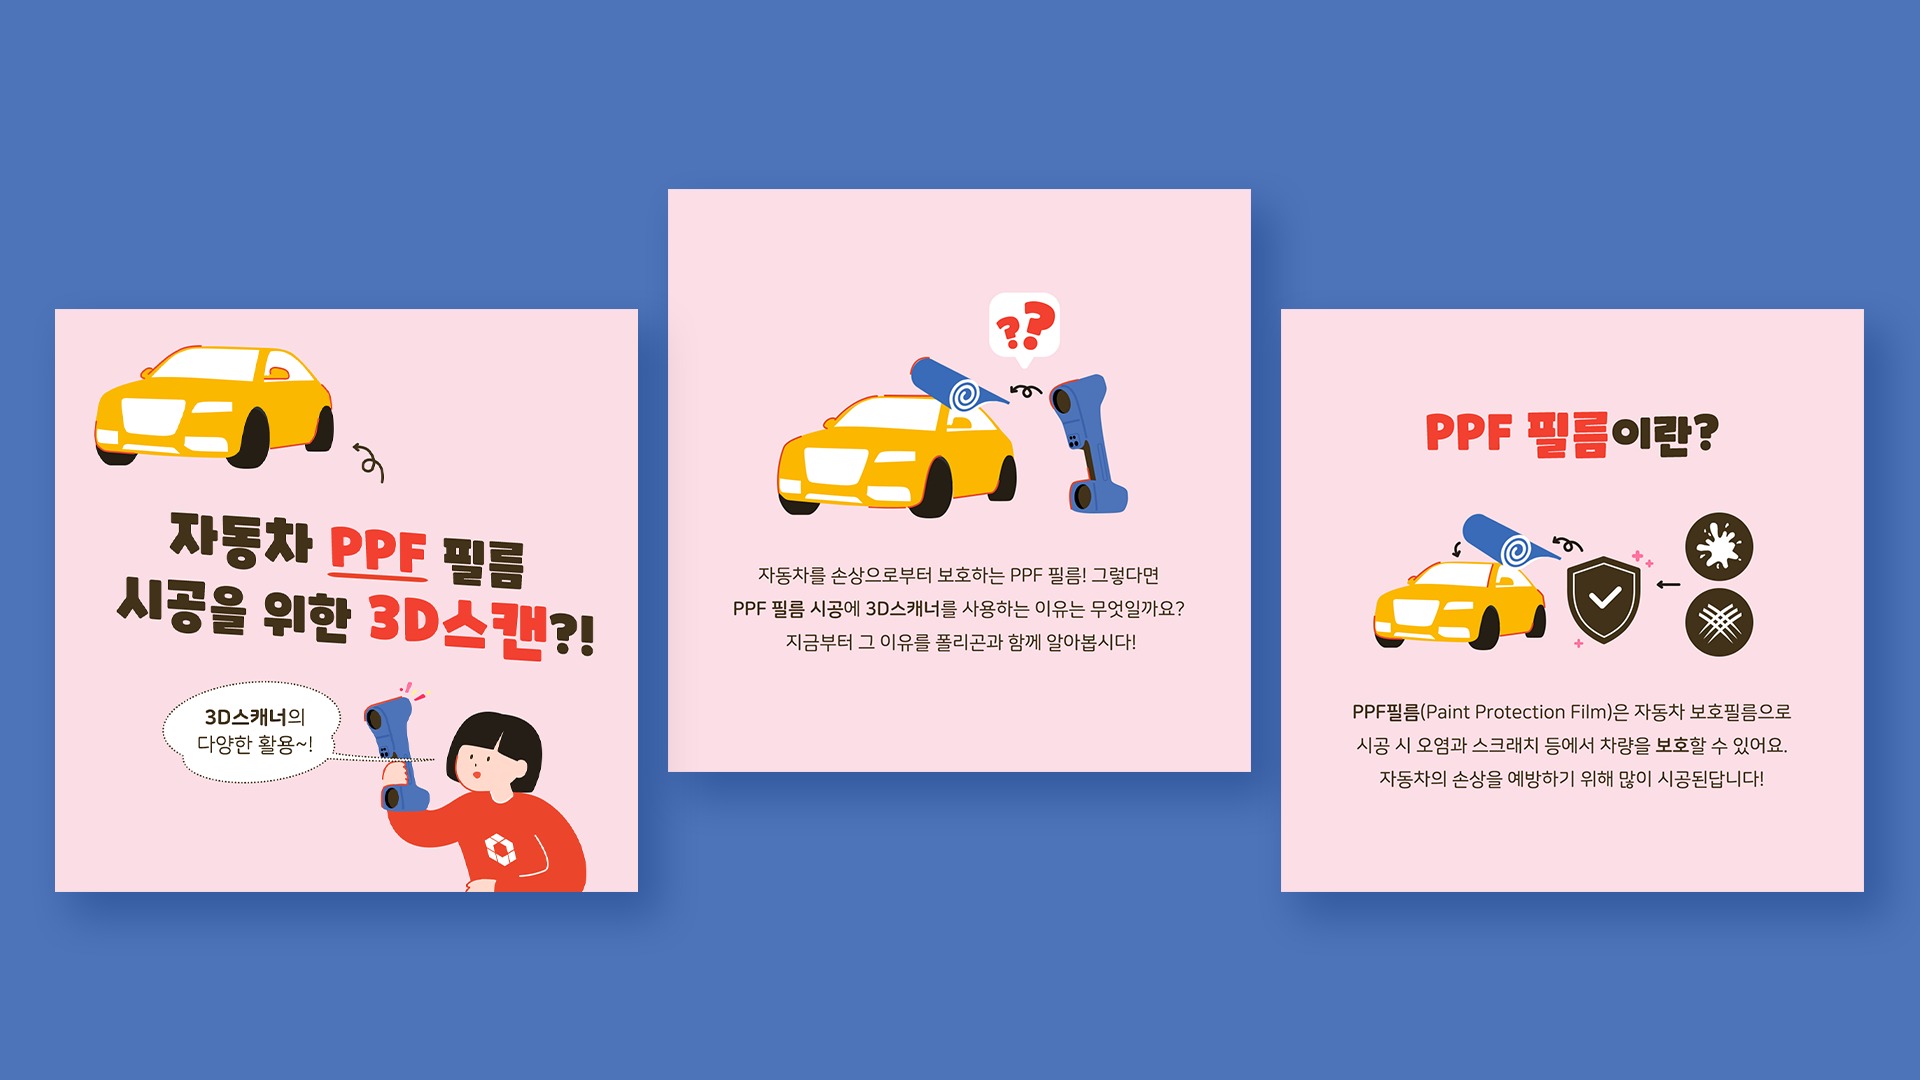 자동차 PPF 필름
시공을 위한 3D스캔?!
3D스캐너의
다양한 활용~!
??
자동차를 손상으로부터 보호하는 PPF 필름! 그렇다면
PPF 필름 시공에 3D스캐너를 사용하는 이유는 무엇일까요?
지금부터 그 이유를 폴리곤과 함께 알아봅시다!
PPF 필름이란?
PPF필름(Paint Protection Film)은 자동차 보호필름으로
시공 시 오염과 스크래치 등에서 차량을 보호할 수 있어요.
자동차의 손상을 예방하기 위해 많이 시공된답니다!